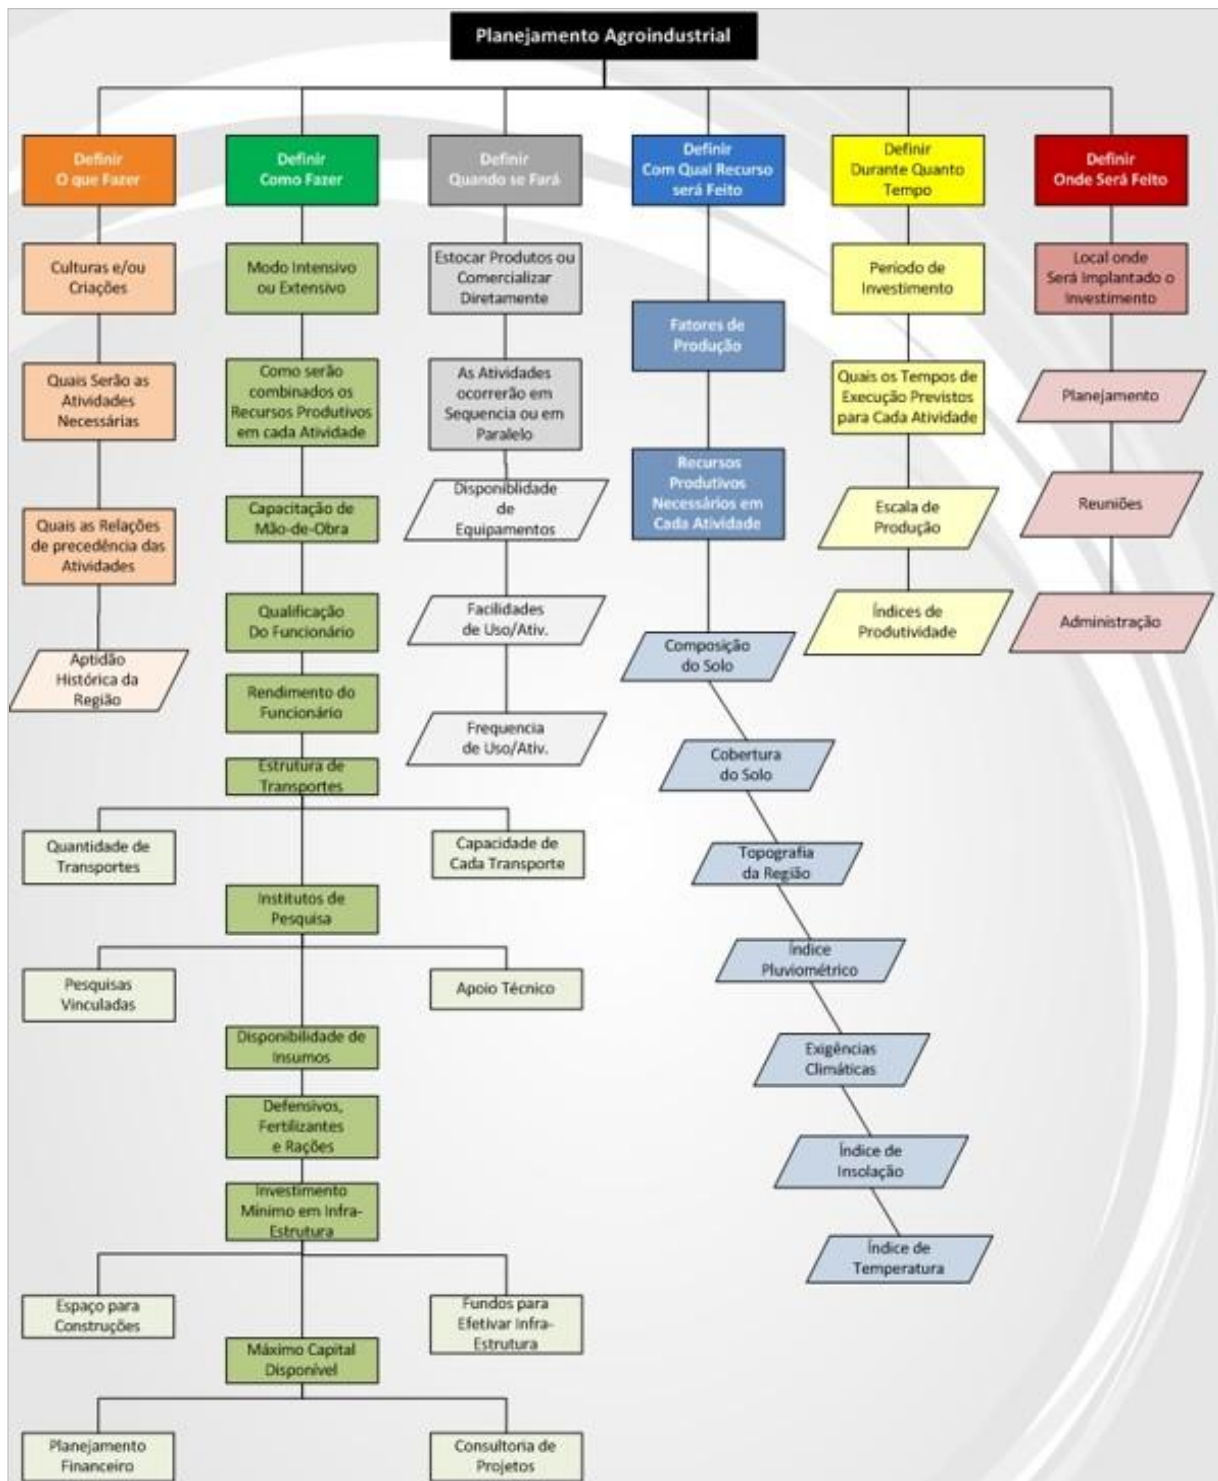 Planejamento Agroindustrial
Definir
O que Fazer
Culturas e/ou
Criações
Quais Serão as
Atividades
Necessárias
Quais as Relações
de precedência das
Atividades
Aptidão
Histórica da
Região
Definir
Como Fazer
Modo Intensivo
ou Extensivo
Como serão
combinados os
Recursos Produtivos
em cada Atividade
Capacitação de
Mão-de-Obra
Qualificação
Do Funcionário
Rendimento do
Funcionário
Estrutura de
Transportes
Quantidade de
Transportes
Capacidade de
Cada Transporte
Institutos de
Pesquisa
Pesquisas
Vinculadas
Apoio Técnico
Disponibilidade de
Insumos
Defensivos,
Fertilizantes
e Rações
Investimento
Mínimo em Infra-
Estrutura
Espaço para
Construções
Fundos para
Efetivar Infra-
Estrutura
Máximo Capital
Disponível
Planejamento
Financeiro
Consultoria de
Projetos
Definir
Quando se Fará
Estocar Produtos ou
Comercializar
Diretamente
As Atividades
ocorrerão em
Sequencia ou em
Paralelo
Disponiblidade
de
Equipamentos
Facilidades
de Uso/Ativ.
Frequencia
de Uso/Ativ.
Definir
Com Qual Recurso
será Feito
Fatores de
Produção
Recursos
Produtivos
Necessários em
Cada Atividade
Composição
do Solo
Cobertura
do Solo
Topografia
da Região
Índice
Pluviométrico
Exigências
Climáticas
Índice de
Insolação
Índice de
Temperatura
Definir
Durante Quanto
Tempo
Período de
Investimento
Quais os Tempos de
Execução Previstos
para Cada Atividade
Escala de
Produção
Índices de
Produtividade
Definir
Onde Será Feito
Local onde
Será Implantado o
Investimento
Planejamento
Reuniões
Administração